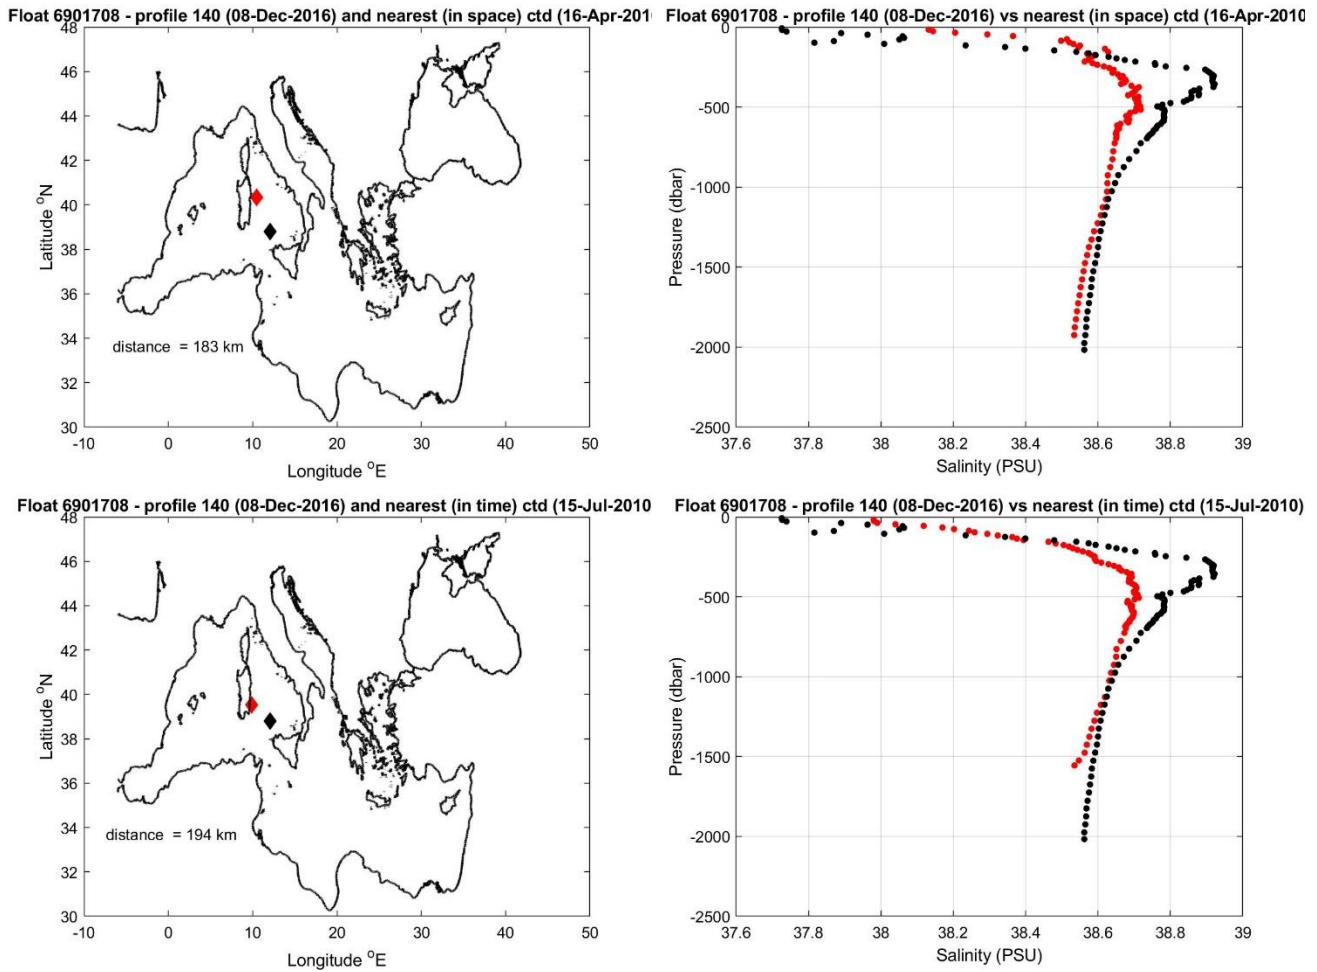 Float 6901708 - profile 140 (08-Dec-2016) and nearest (in space) ctd (16-Apr-201
48
46
44
42
40
38
36
34
32
30
Latitude °N
distance = 183 km
-10 0 10 20 30 40 50
Longitude °E
Float 6901708 - profile 140 (08-Dec-2016) vs nearest (in space) ctd (16-Apr-2010
0
-500
-1000
-1500
-2000
-2500
Pressure (dbar)
37.6 37.8 38 38.2 38.4 38.6 38.8 39
Salinity (PSU)
Float 6901708 - profile 140 (08-Dec-2016) and nearest (in time) ctd (15-Jul-2010
48
46
44
42
40
38
36
34
32
30
Latitude °N
distance = 194 km
-10 0 10 20 30 40 50
Longitude °E
Float 6901708 - profile 140 (08-Dec-2016) vs nearest (in time) ctd (15-Jul-2010)
0
-500
-1000
-1500
-2000
-2500
Pressure (dbar)
37.6 37.8 38 38.2 38.4 38.6 38.8 39
Salinity (PSU)